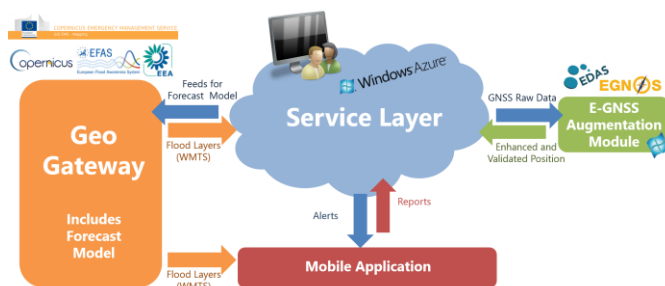 COPERNICUS EMERGENCY MANAGEMENT SERVICE
Copernicus
EFAS
European Flood Awareness System
EEA
Windows Azure
EDAS
EGNOS
Feeds for
Forecast Model
GNSS Raw Data
Geo
Gateway
Service Layer
E-GNSS
Augmentation
Module
Flood Layers
(WMTS)
Enhanced and
Validated Position
Includes
Forecast
Model
Alerts
Reports
Flood Layers
(WMTS)
Mobile Application